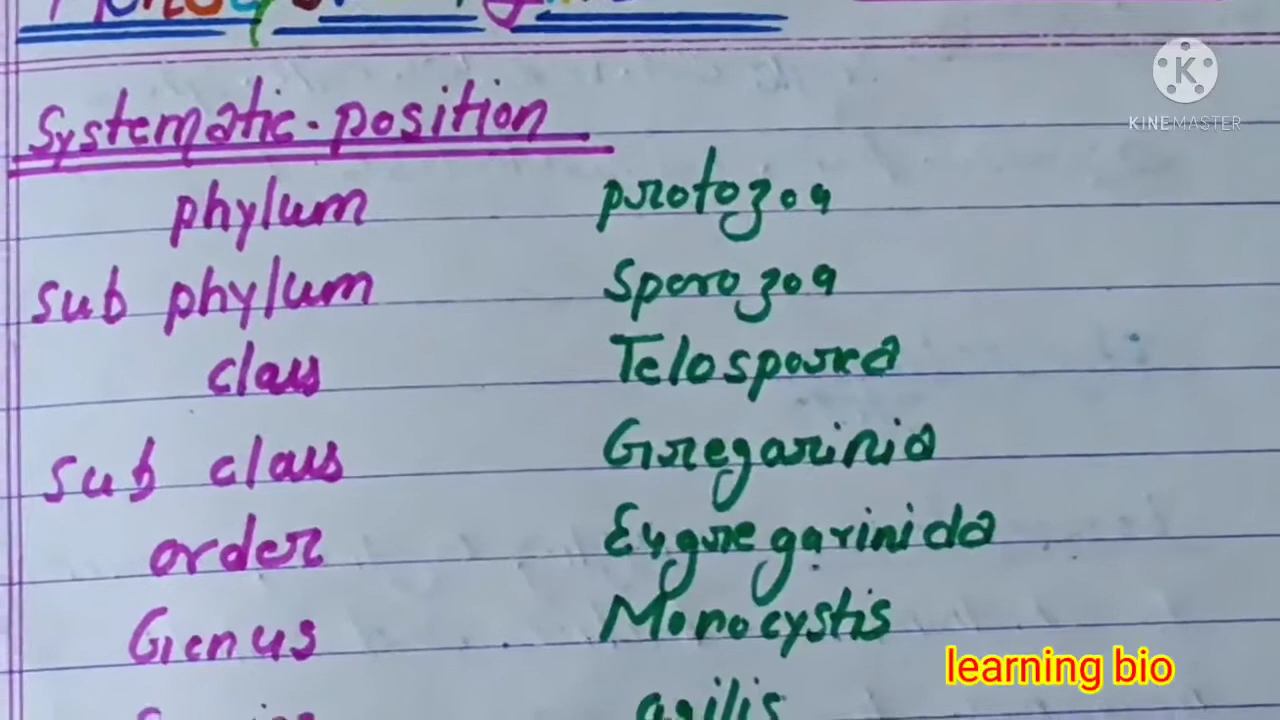 Systematic. position
phylum protozoa
sub phylum Sporozoa
class Telosporea
sub class Gregarinia
order Eugregarinida
Genus Monocystis
agilis
KINEMASTER
learning bio